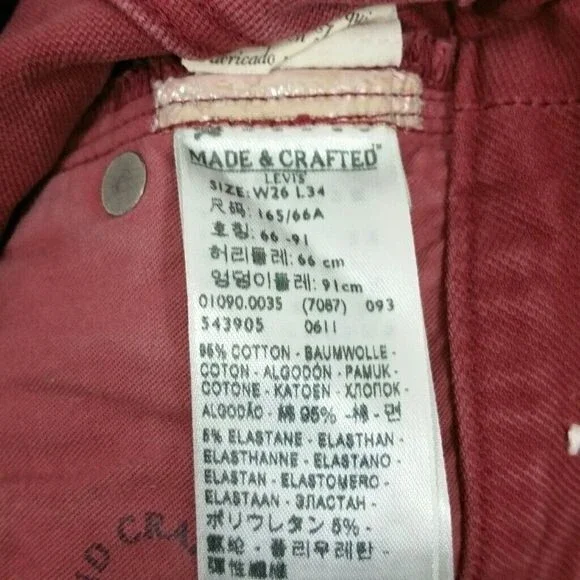 abricado
MADE & CRAFTED™
LEVI'S
SIZE: W26 L34
尺码: 165/66A
호칭: 66-91
허리둘레: 66 cm
엉덩이둘레: 91cm
01090.0035 (7087) 093
543905 0611
95% COTTON - BAUMWOLLE -
COTON - ALGODÓN - PAMUK -
COTONE - KATOEN - ХЛОПОК -
ALGODÃO - 綿 95% - 棉 - 면
5% ELASTANE - ELASTHAN -
ELASTHANNE - ELASTANO -
ELASTAN - ELASTOMERO -
ELASTAAN - ЭЛАСТАН -
ポリウレタン 5% -
氨纶 - 폴리우레탄 -
彈性纖維